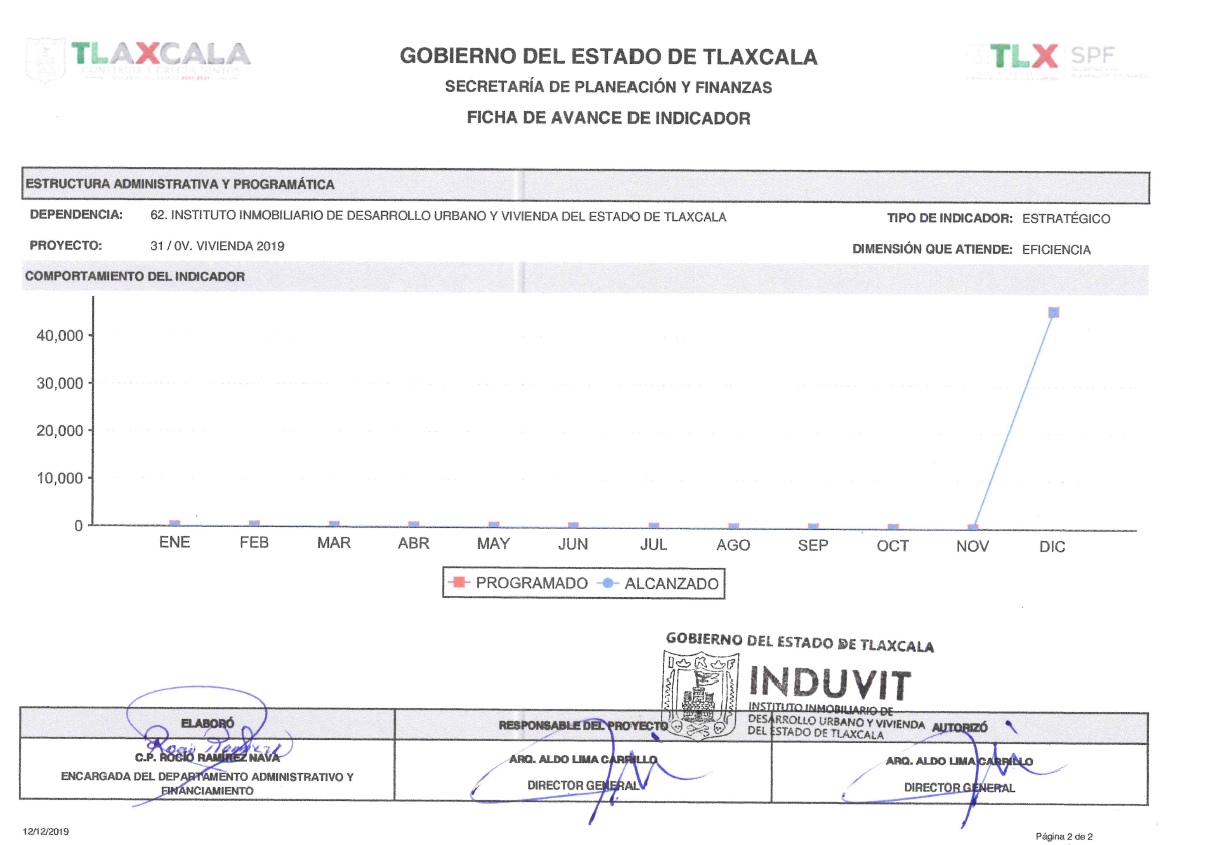 TLAXCALA
CONSTRUIR Y CRECER JUNTOS
GOBIERNO DEL ESTADO DE TLAXCALA
SECRETARÍA DE PLANEACIÓN Y FINANZAS
FICHA DE AVANCE DE INDICADOR
TLX SPF
ESTRUCTURA ADMINISTRATIVA Y PROGRAMÁTICA
DEPENDENCIA: 62. INSTITUTO INMOBILIARIO DE DESARROLLO URBANO Y VIVIENDA DEL ESTADO DE TLAXCALA
TIPO DE INDICADOR: ESTRATÉGICO
PROYECTO: 31 / 0V. VIVIENDA 2019
DIMENSIÓN QUE ATIENDE: EFICIENCIA
COMPORTAMIENTO DEL INDICADOR
40,000
30,000
20,000
10,000
0
ENE FEB MAR ABR MAY JUN JUL AGO SEP OCT NOV DIC
PROGRAMADO ALCANZADO
GOBIERNO DEL ESTADO DE TLAXCALA
INDUVIT
INSTITUTO INMOBILIARIO DE
DESARROLLO URBANO Y VIVIENDA
DEL ESTADO DE TLAXCALA
ELABORÓ
C.P. ROCÍO RAMÍREZ NAVA
ENCARGADA DEL DEPARTAMENTO ADMINISTRATIVO Y
FINANCIAMIENTO
RESPONSABLE DEL PROYECTO
ARQ. ALDO LIMA CARRILLO
DIRECTOR GENERAL
AUTORIZÓ
ARQ. ALDO LIMA CARRILLO
DIRECTOR GENERAL
12/12/2019
Página 2 de 2